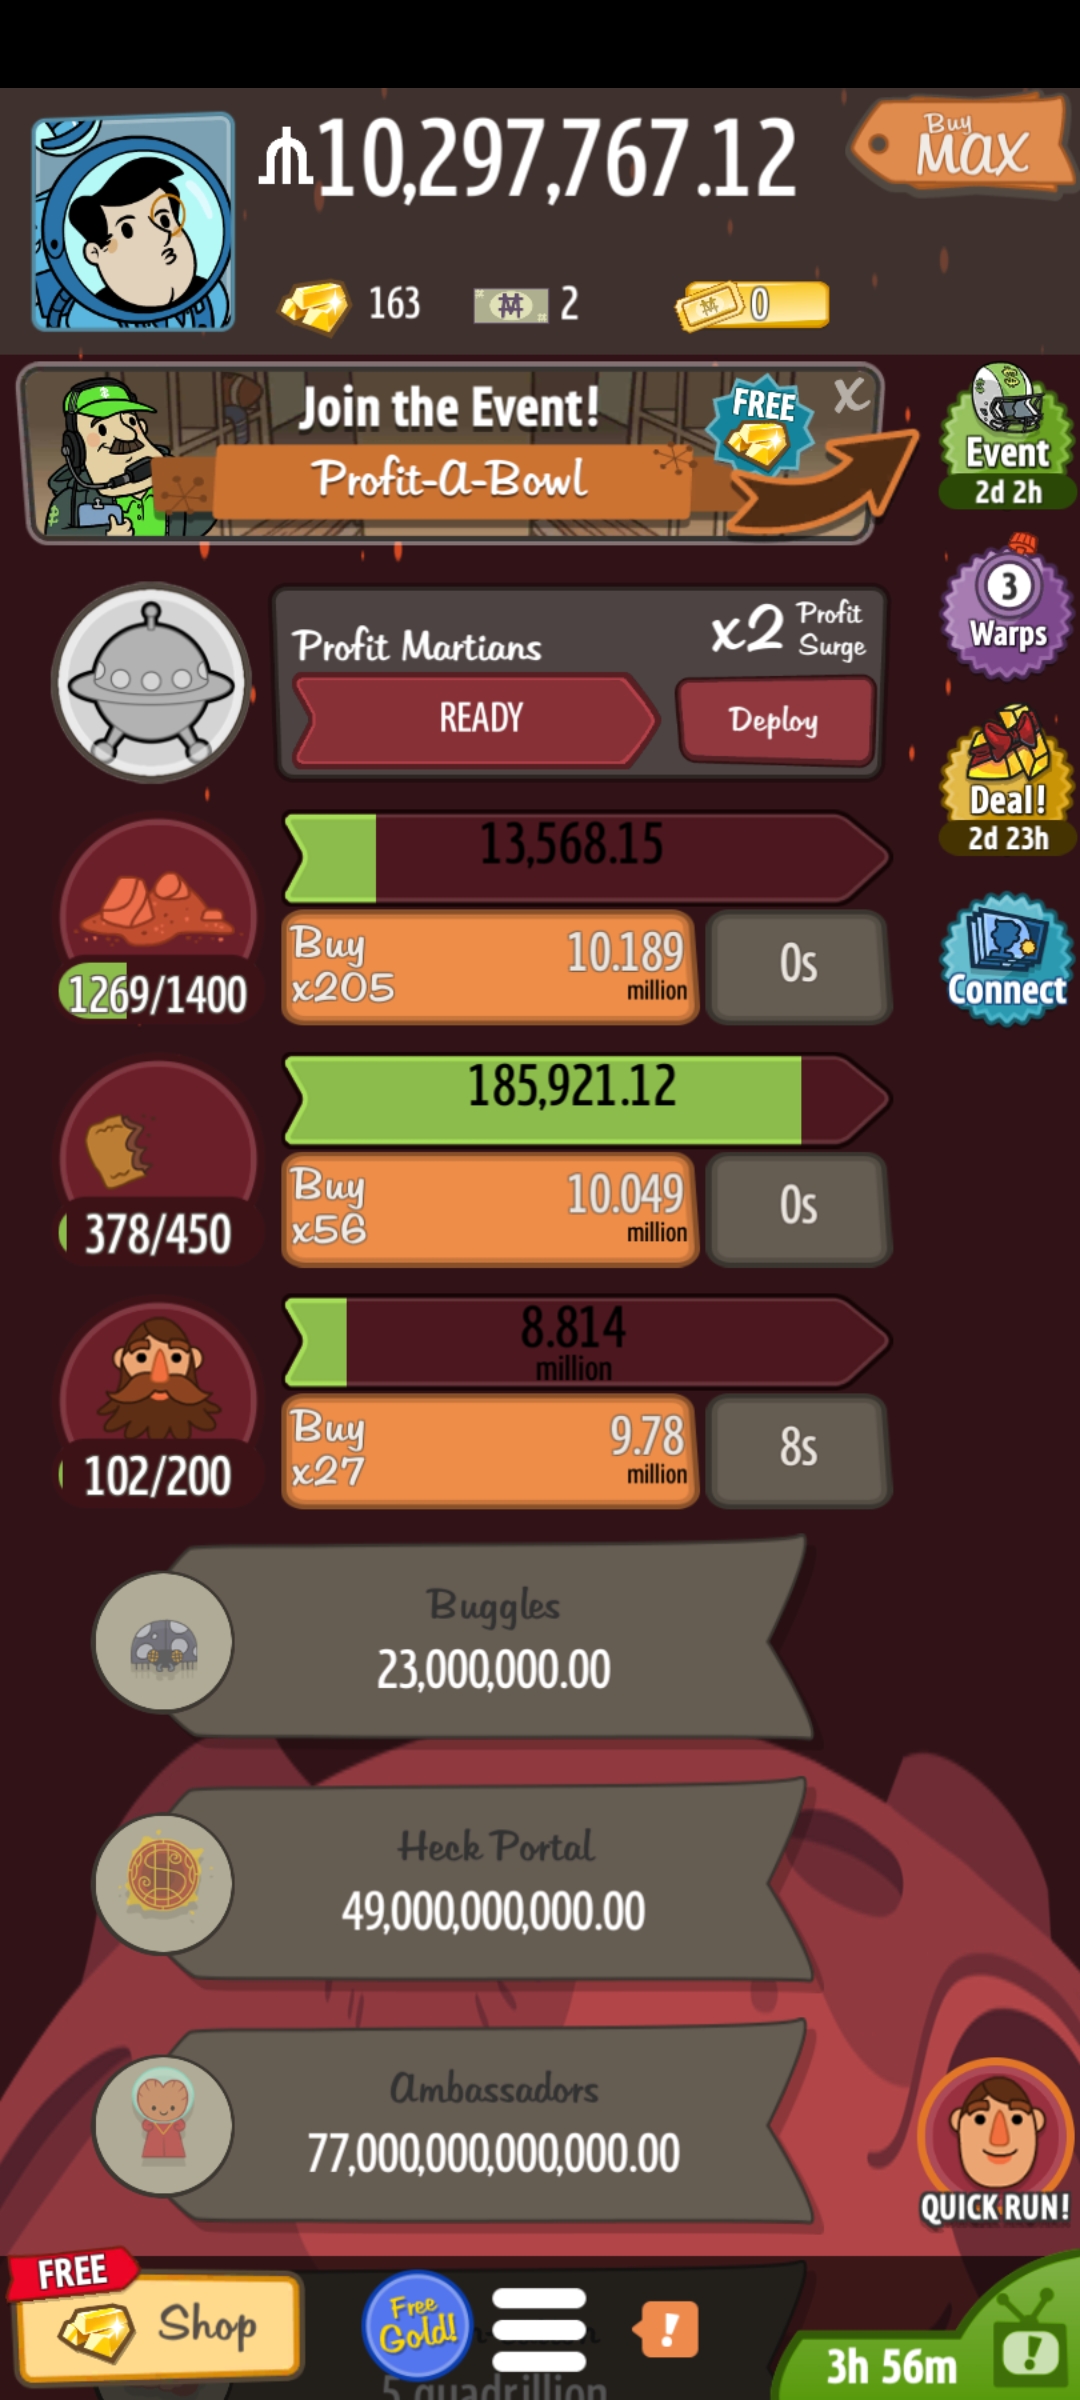 ₼10,297,767.12
Buy
MAX
163
2
0
Join the Event!
FREE
X
Profit-A-Bowl
Event
2d 2h
3
Warps
Profit Martians
x2 Profit Surge
READY
Deploy
Deal!
2d 23h
13,568.15
Buy
x205
10.189
million
0s
1269/1400
Connect
185,921.12
Buy
x56
10.049
million
0s
378/450
8.814
million
Buy
x27
9.78
million
8s
102/200
Buggles
23,000,000.00
Heck Portal
49,000,000,000.00
Ambassadors
77,000,000,000,000.00
QUICK RUN!
FREE
Shop
Free
Gold!
!
5 quadrillion
3h 56m
!